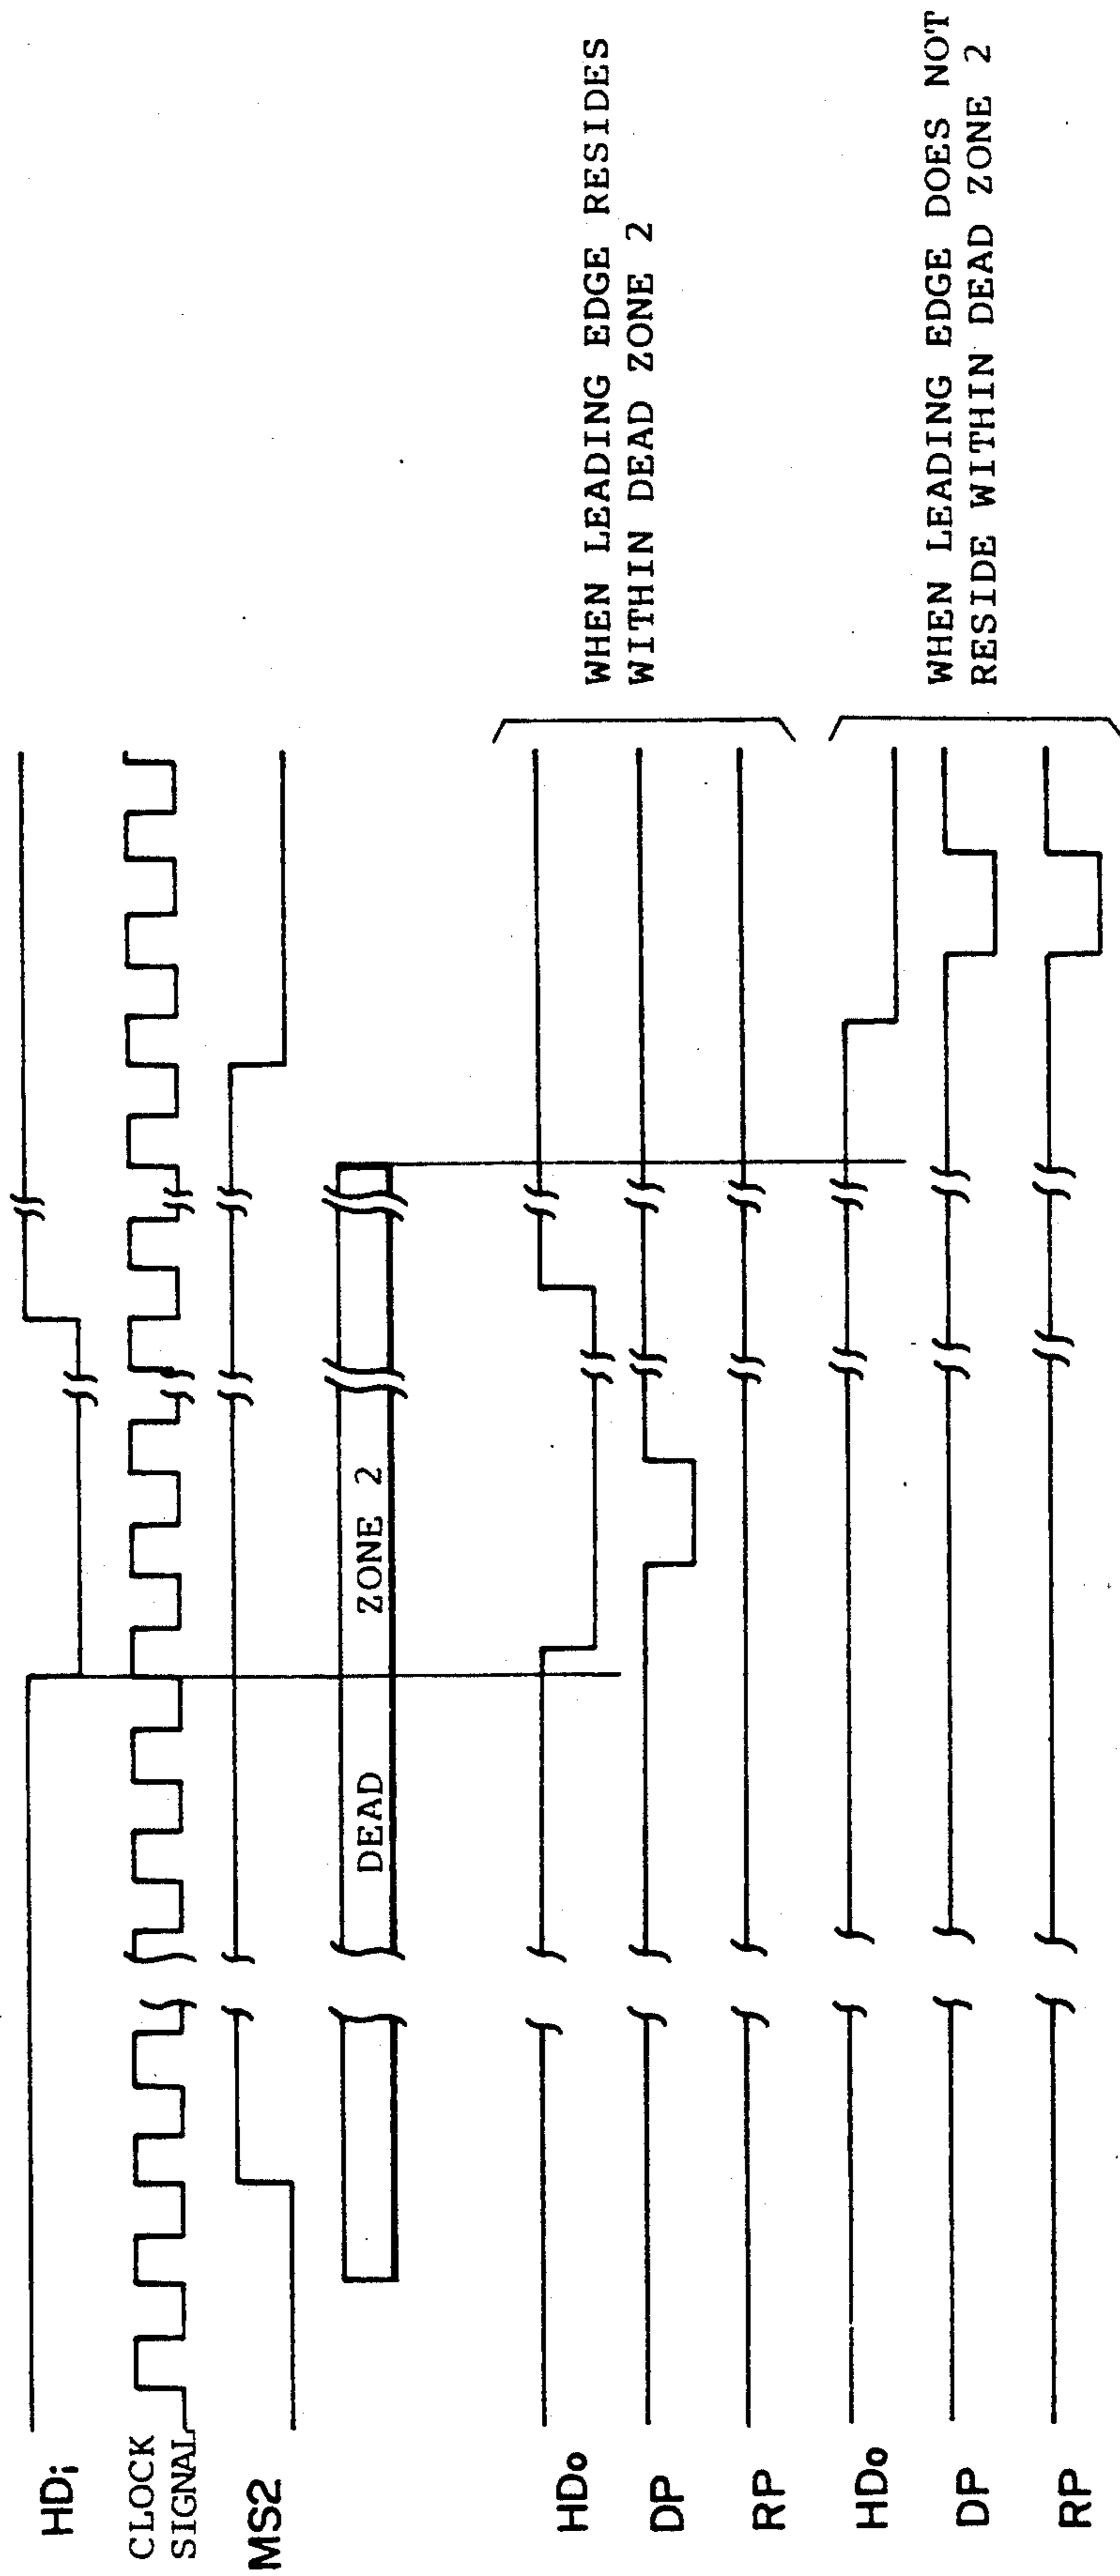 HDi
CLOCK
SIGNAL
MS2
DEAD ZONE 2
HDo
DP
RP
WHEN LEADING EDGE RESIDES
WITHIN DEAD ZONE 2
HDo
DP
RP
WHEN LEADING EDGE DOES NOT
RESIDE WITHIN DEAD ZONE 2